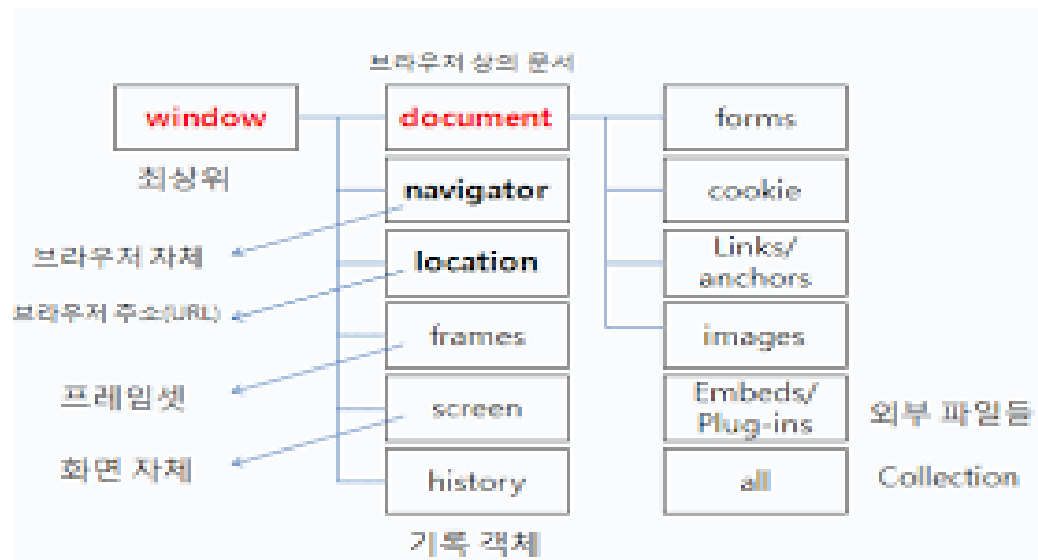 브라우저 상의 문서
window
document
forms
최상위
navigator
cookie
브라우저 자체
location
Links/
anchors
브라우저 주소(URL)
frames
images
프레임셋
screen
Embeds/
Plug-ins
외부 파일들
화면 자체
history
all
Collection
기록 객체